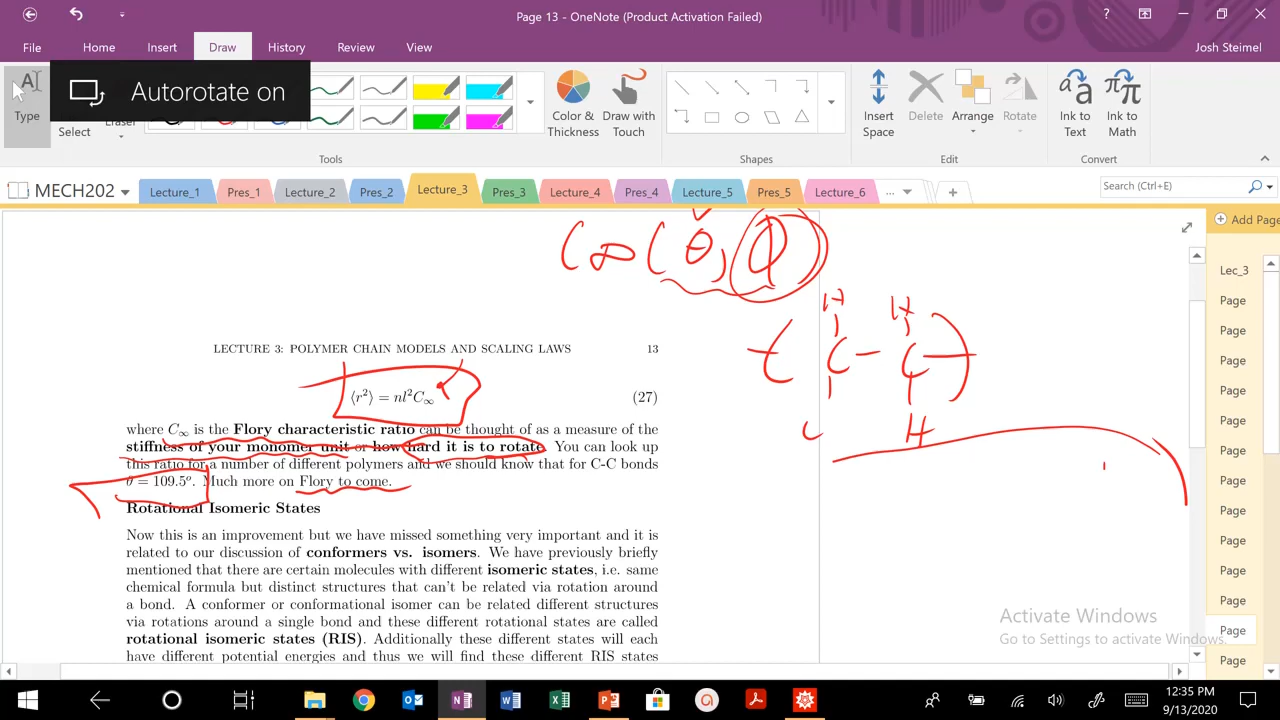 Page 13 - OneNote (Product Activation Failed)
File Home Insert Draw History Review View Josh Steimel
Autorotate on
Type
Select
Eraser
Color & Thickness
Draw with Touch
Insert Space
Delete
Arrange
Rotate
Ink to Text
Ink to Math
Tools Shapes Edit Convert
MECH202 Lecture_1 Pres_1 Lecture_2 Pres_2 Lecture_3 Pres_3 Lecture_4 Pres_4 Lecture_5 Pres_5 Lecture_6 ... Search (Ctrl+E)
Add Page
Lec_3
Page
Page
Page
Page
Page
Page
Page
Page
Page
Page
Page
Page
C∞(θ, ϕ)
H H
C - C
H
LECTURE 3: POLYMER CHAIN MODELS AND SCALING LAWS 13
⟨r²⟩ = nl²C∞ (27)
where C∞ is the Flory characteristic ratio can be thought of as a measure of the
stiffness of your monomer unit or how hard it is to rotate. You can look up
this ratio for a number of different polymers and we should know that for C-C bonds
θ = 109.5°. Much more on Flory to come.
Rotational Isomeric States
Now this is an improvement but we have missed something very important and it is
related to our discussion of conformers vs. isomers. We have previously briefly
mentioned that there are certain molecules with different isomeric states, i.e. same
chemical formula but distinct structures that can't be related via rotation around
a bond. A conformer or conformational isomer can be related different structures
via rotations around a single bond and these different rotational states are called
rotational isomeric states (RIS). Additionally these different states will each
have different potential energies and thus we will find these different RIS states
Activate Windows
Go to Settings to activate Windows.
12:35 PM
9/13/2020